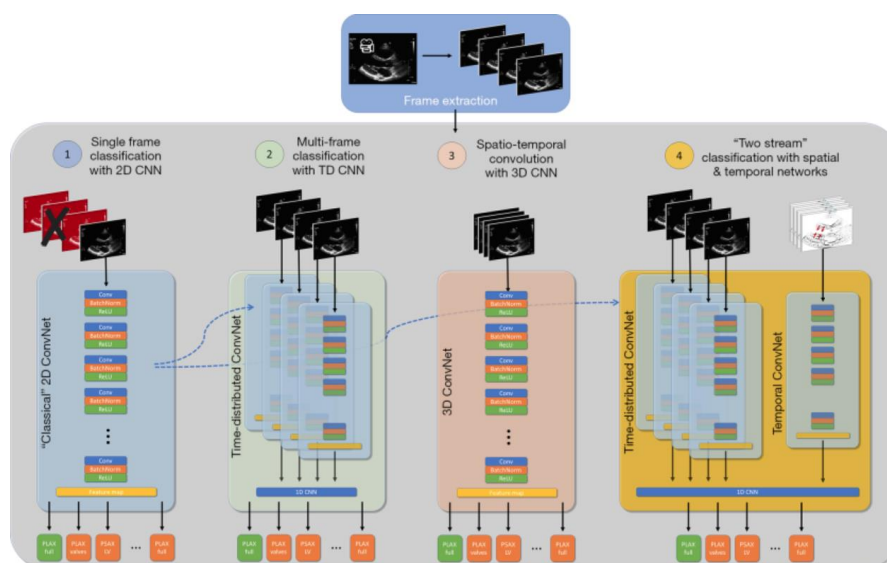 Frame extraction
1
Single frame
classification
with 2D CNN
2
Multi-frame
classification
with TD CNN
3
Spatio-temporal
convolution
with 3D CNN
4
“Two stream”
classification with spatial
& temporal networks
X
"Classical" 2D ConvNet
Conv
BatchNorm
ReLU
Conv
BatchNorm
ReLU
Conv
BatchNorm
ReLU
Conv
BatchNorm
ReLU
...
Conv
BatchNorm
ReLU
Feature map
PLAX
full
PLAX
valves
PSAX
LV
...
PLAX
full
Time-distributed ConvNet
1D CNN
PLAX
full
PLAX
valves
PSAX
LV
...
PLAX
full
3D ConvNet
Conv
BatchNorm
ReLU
Conv
BatchNorm
ReLU
Conv
BatchNorm
ReLU
Conv
BatchNorm
ReLU
...
Conv
BatchNorm
ReLU
Feature map
PLAX
full
PLAX
valves
PSAX
LV
...
PLAX
full
Time-distributed ConvNet
Temporal ConvNet
1D CNN
PLAX
full
PLAX
valves
PSAX
LV
...
PLAX
full